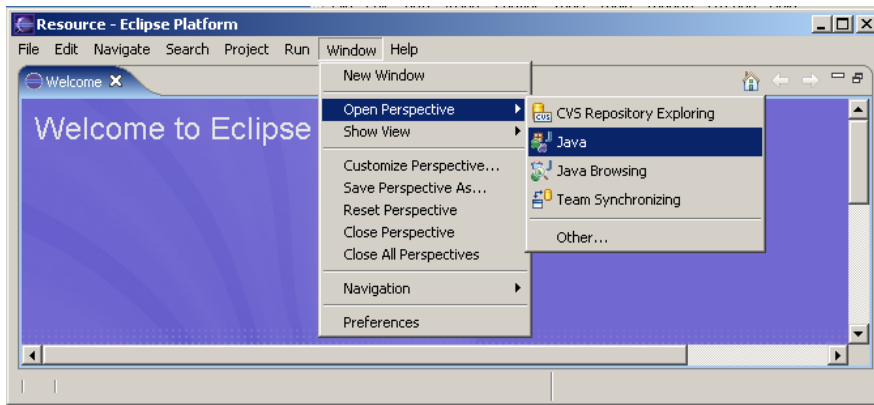 Resource - Eclipse Platform
File Edit Navigate Search Project Run Window Help
Welcome
Welcome to Eclipse
New Window
Open Perspective
Show View
Customize Perspective...
Save Perspective As...
Reset Perspective
Close Perspective
Close All Perspectives
Navigation
Preferences
CVS Repository Exploring
Java
Java Browsing
Team Synchronizing
Other...